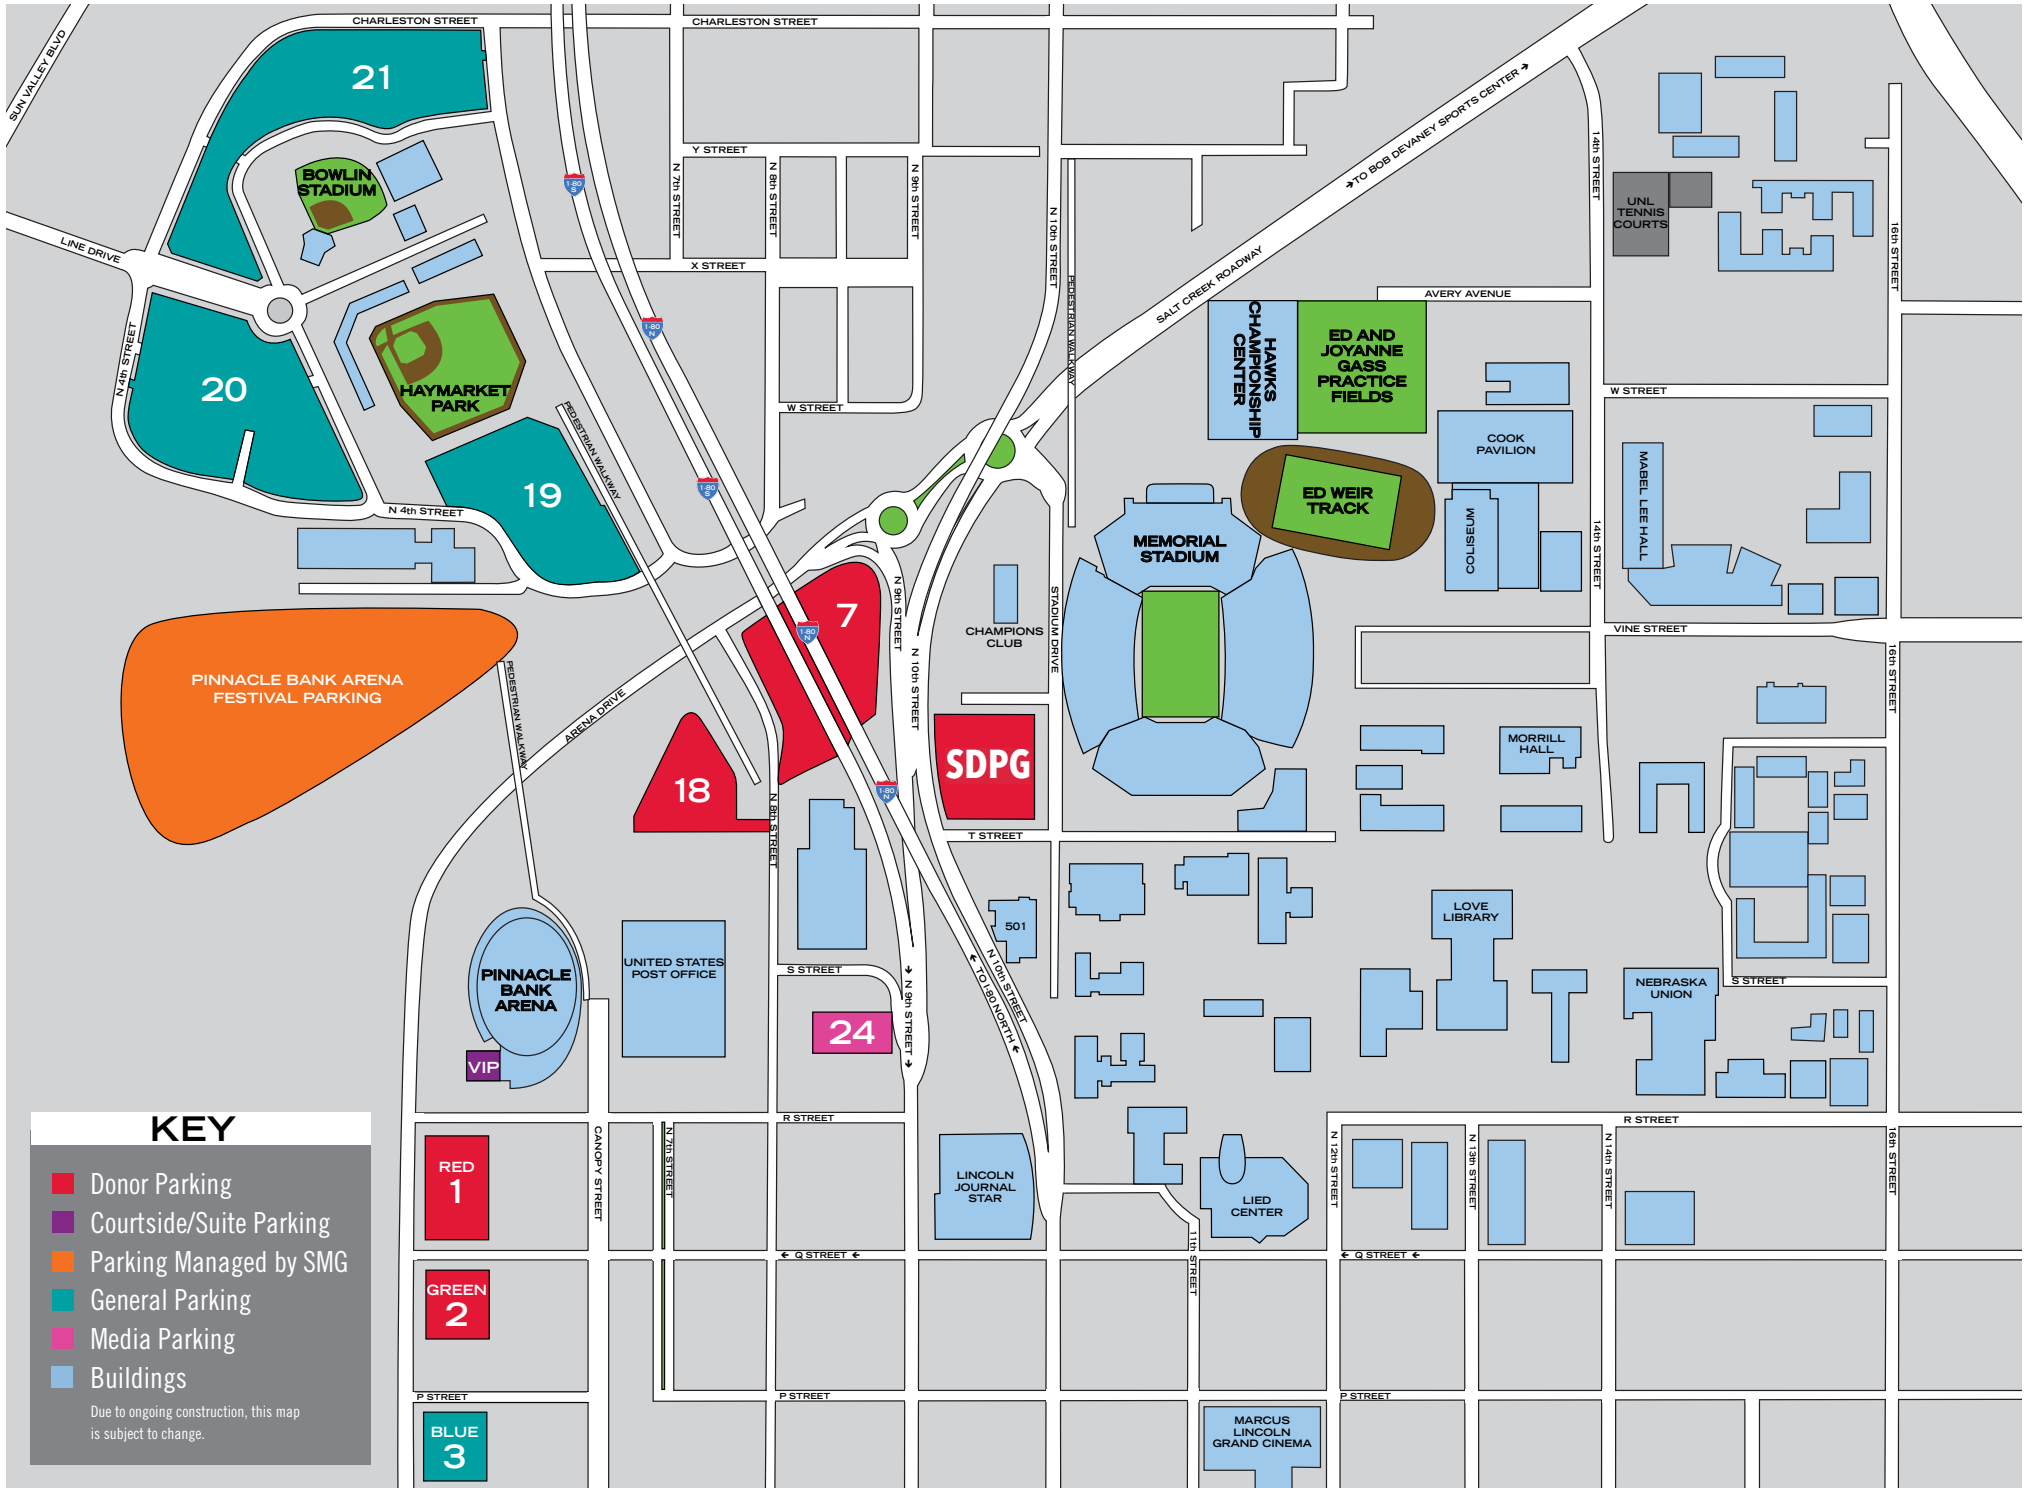 CHARLESTON STREET
CHARLESTON STREET
SUN VALLEY BLVD
21
TO BOB DEVANEY SPORTS CENTER
14th STREET
I-80
S
Y STREET
N 7th STREET
N 8th STREET
N 9th STREET
BOWLIN
STADIUM
UNL
TENNIS
COURTS
N 10th STREET
16th STREET
LINE DRIVE
X STREET
PEDESTRIAN WALKWAY
SALT CREEK ROADWAY
AVERY AVENUE
I-80
N
HAWKS
CHAMPIONSHIP
CENTER
ED AND
JOYANNE
GASS
PRACTICE
FIELDS
N 4th STREET
20
HAYMARKET
PARK
W STREET
W STREET
PEDESTRIAN WALKWAY
COOK
PAVILION
MABEL LEE HALL
19
I-80
S
ED WEIR
TRACK
N 4th STREET
COLISEUM
14th STREET
MEMORIAL
STADIUM
7
N 9th STREET
STADIUM DRIVE
CHAMPIONS
CLUB
I-80
N
VINE STREET
N 10th STREET
16th STREET
PINNACLE BANK ARENA
FESTIVAL PARKING
PEDESTRIAN WALKWAY
ARENA DRIVE
SDPG
MORRILL
HALL
18
I-80
N
N 8th STREET
T STREET
LOVE
LIBRARY
501
UNITED STATES
POST OFFICE
S STREET
PINNACLE
BANK
ARENA
N 10th STREET
TO I-80 NORTH
N 9th STREET
NEBRASKA
UNION
S STREET
24
VIP
R STREET
R STREET
KEY
Donor Parking
Courtside/Suite Parking
Parking Managed by SMG
General Parking
Media Parking
Buildings
Due to ongoing construction, this map
is subject to change.
RED
1
CANOPY STREET
N 7th STREET
LINCOLN
JOURNAL
STAR
LIED
CENTER
N 12th STREET
N 13th STREET
N 14th STREET
16th STREET
11th STREET
Q STREET
Q STREET
GREEN
2
P STREET
P STREET
P STREET
BLUE
3
MARCUS
LINCOLN
GRAND CINEMA